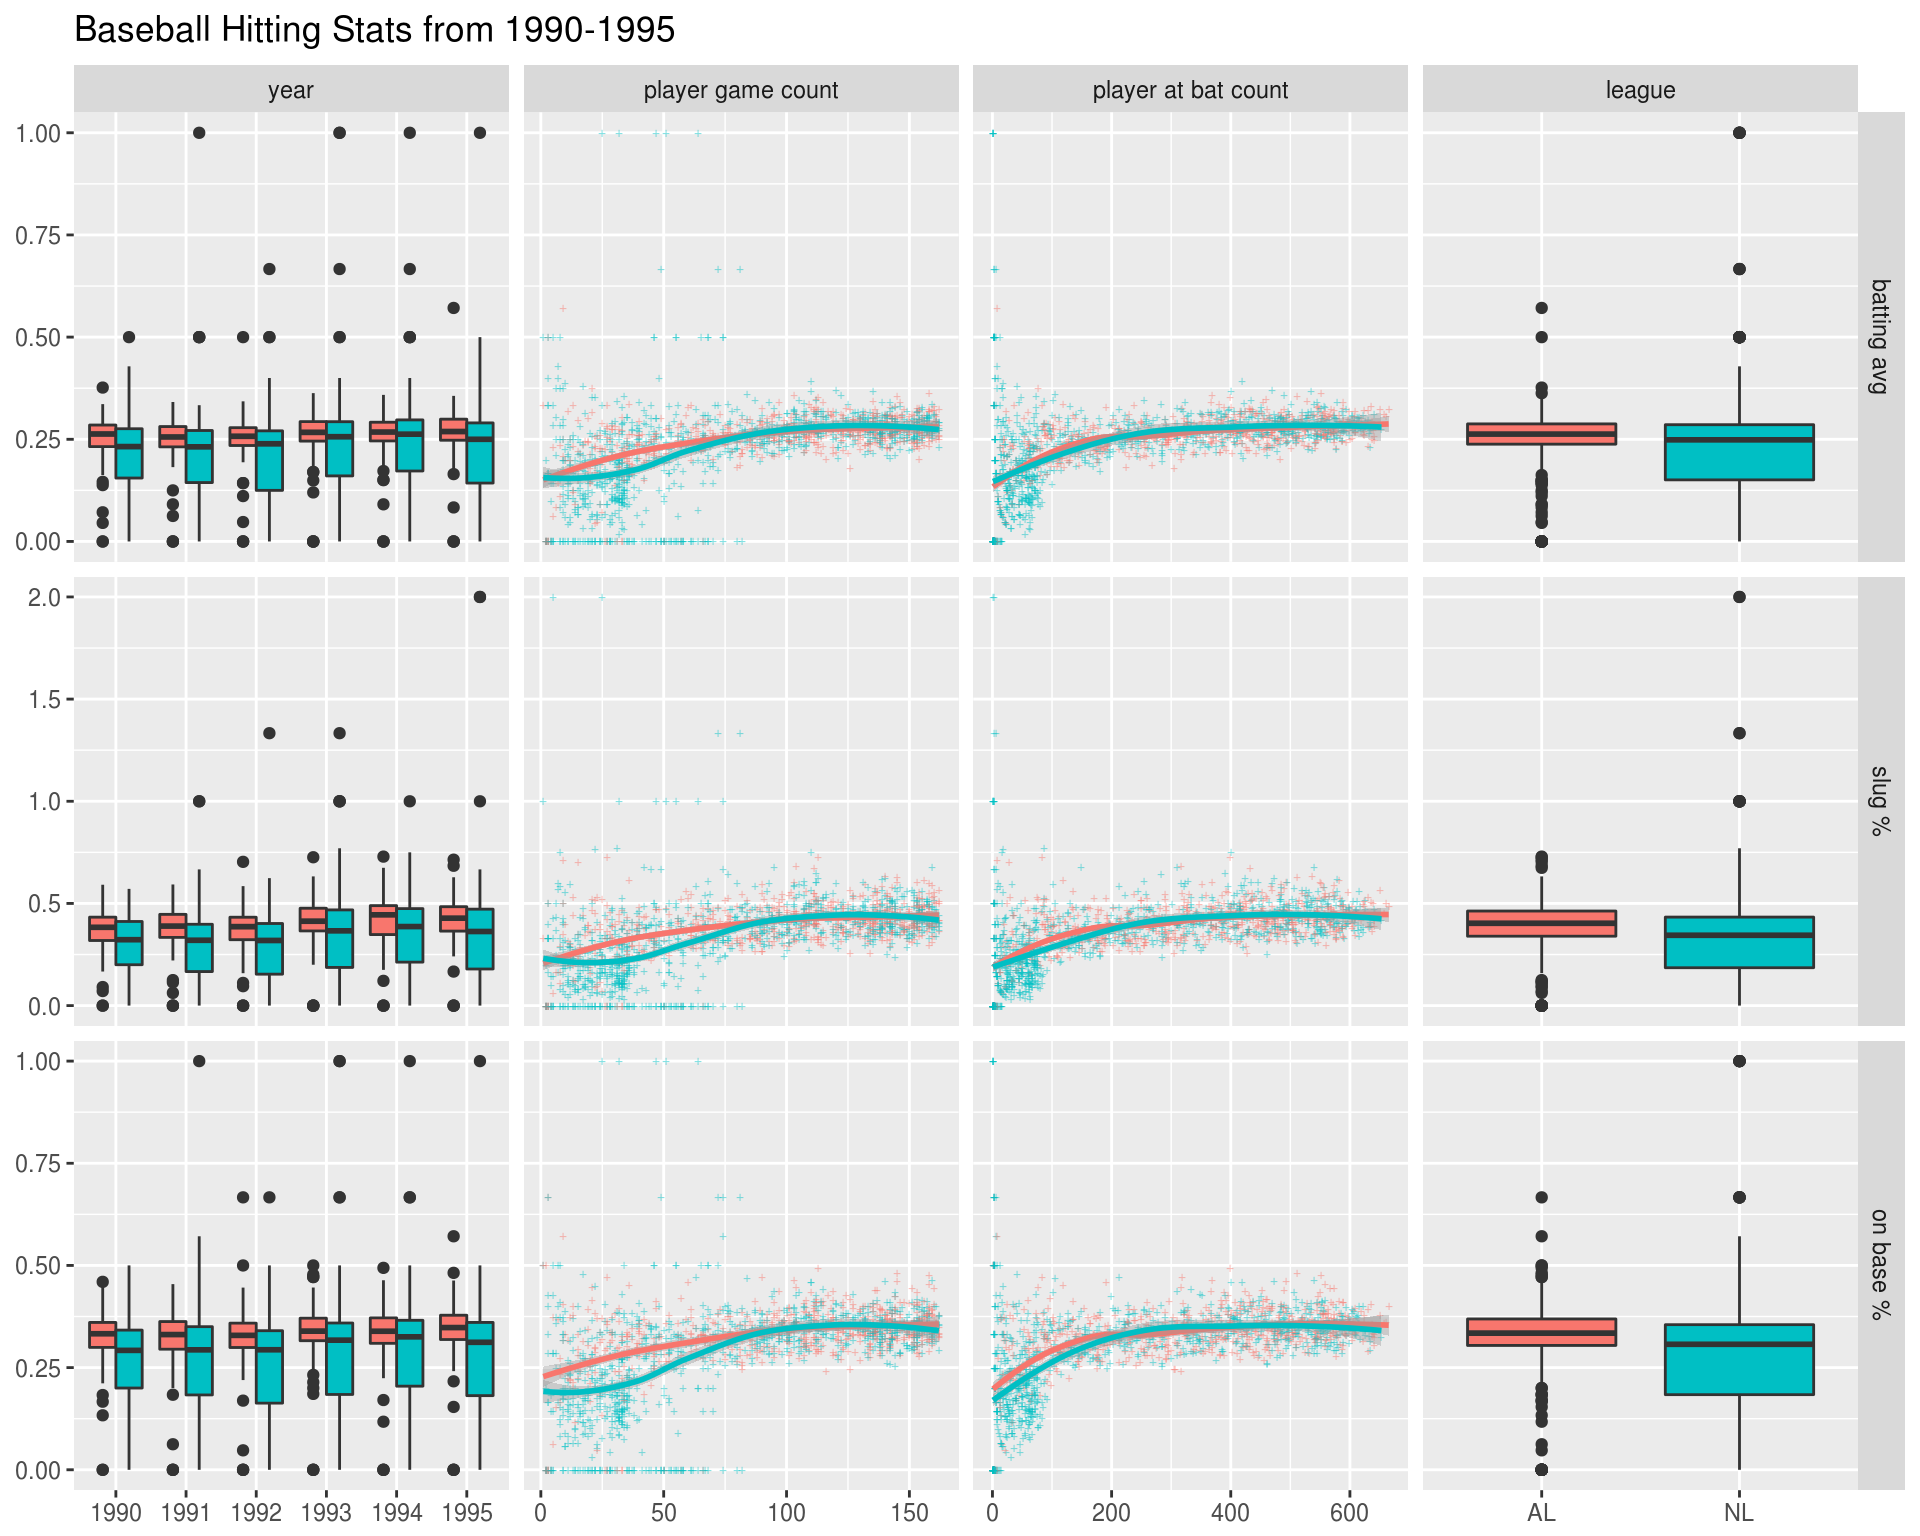 Baseball Hitting Stats from 1990-1995
year player game count player at bat count league
1.00
0.75
0.50
0.25
0.00
batting avg
2.0
1.5
1.0
0.5
0.0
slug %
1.00
0.75
0.50
0.25
0.00
on base %
1990 1991 1992 1993 1994 1995 0 50 100 150 0 200 400 600 AL NL